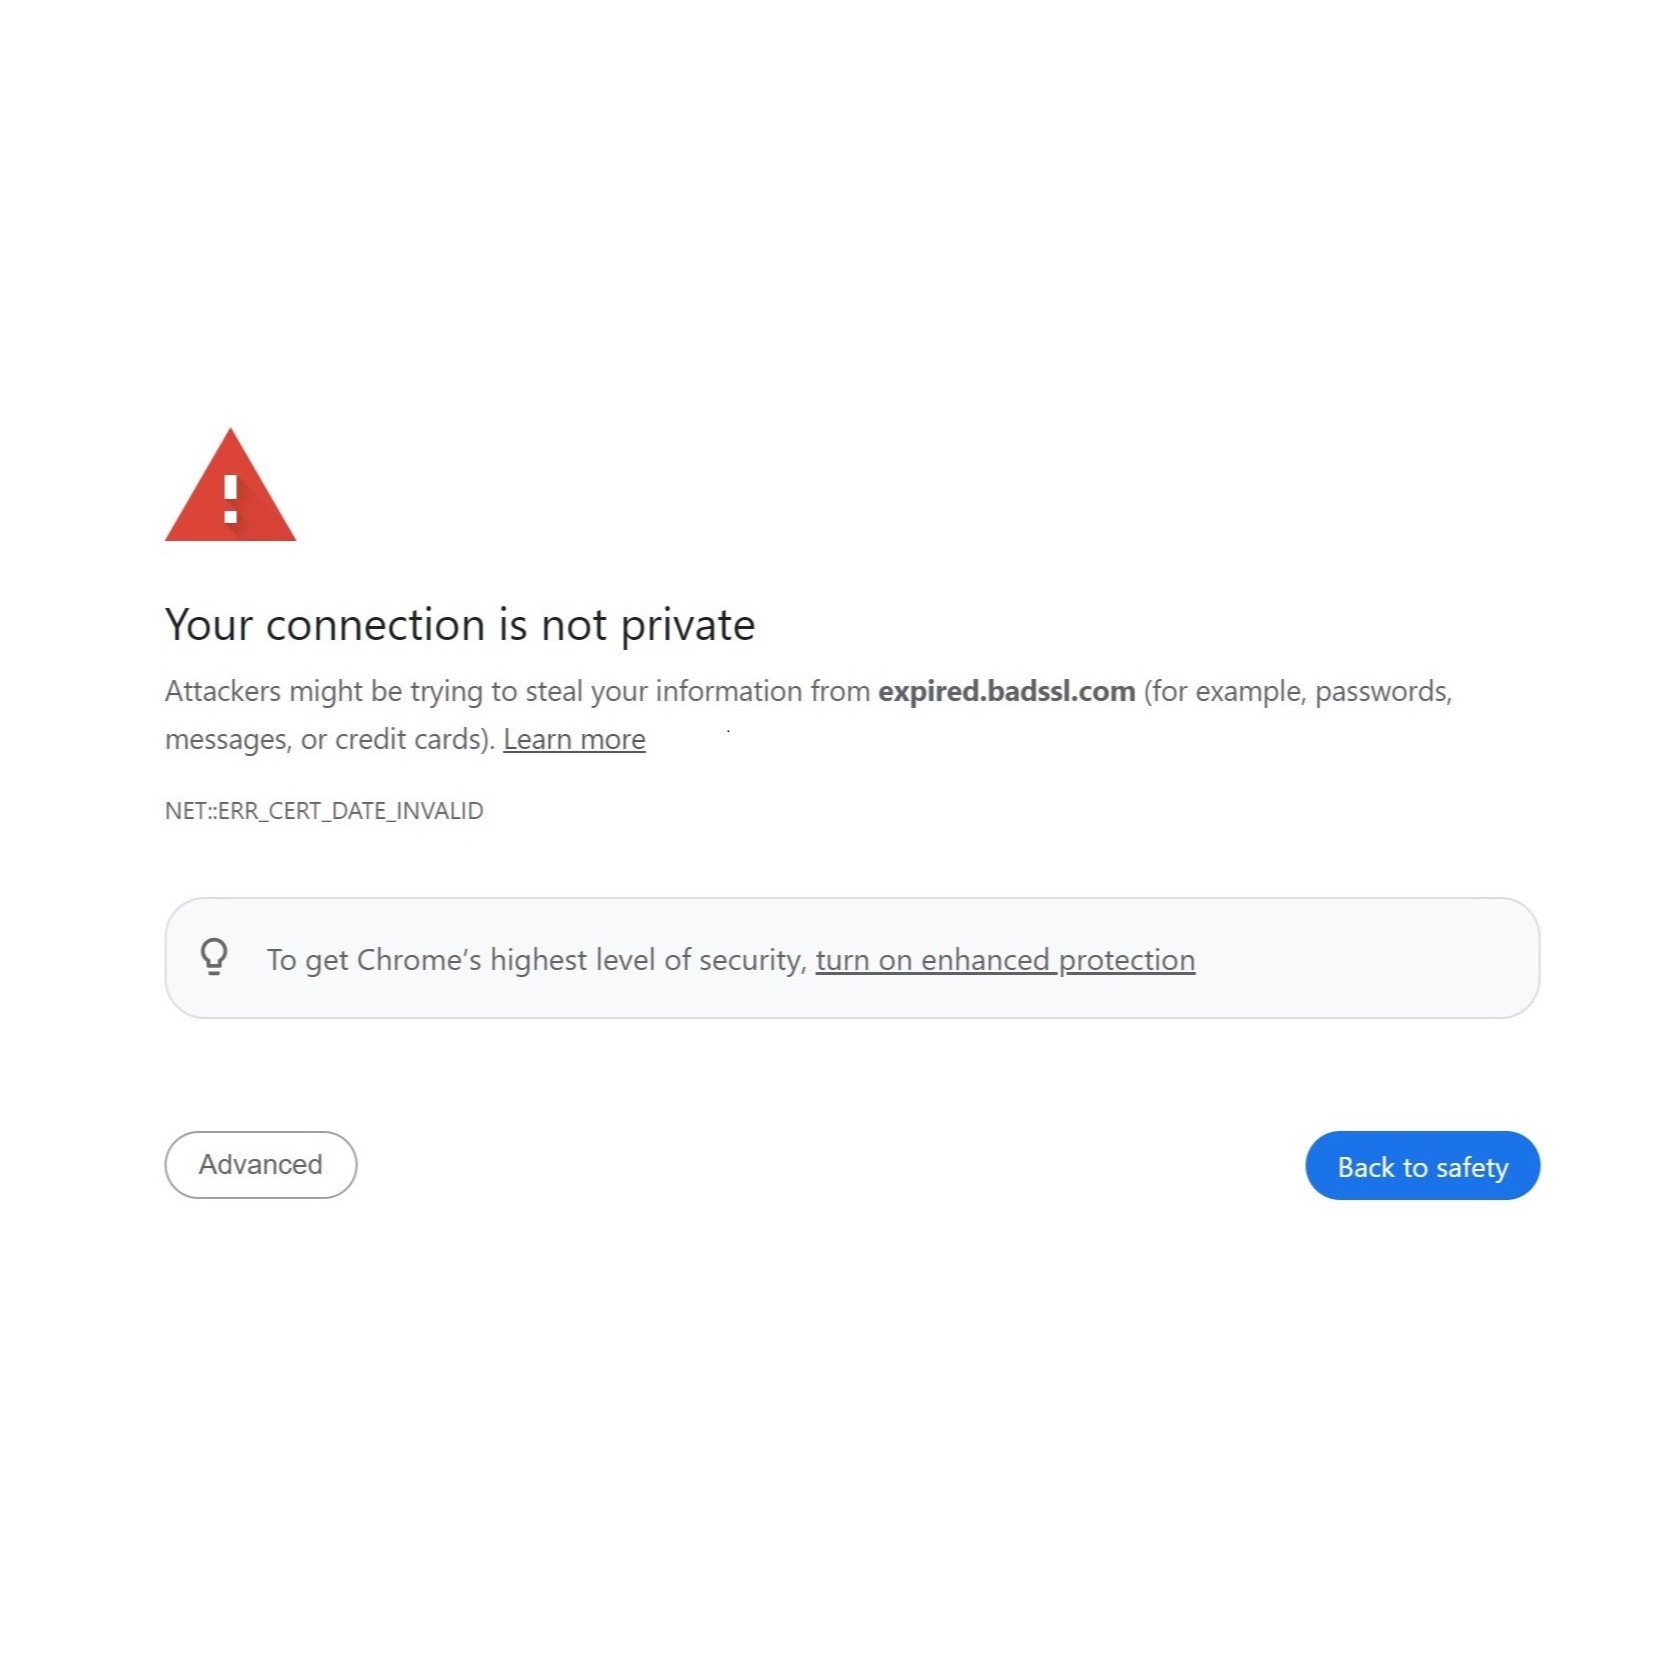 Your connection is not private
Attackers might be trying to steal your information from expired.badssl.com (for example, passwords,
messages, or credit cards). Learn more
NET::ERR_CERT_DATE_INVALID
To get Chrome’s highest level of security, turn on enhanced protection
Advanced
Back to safety